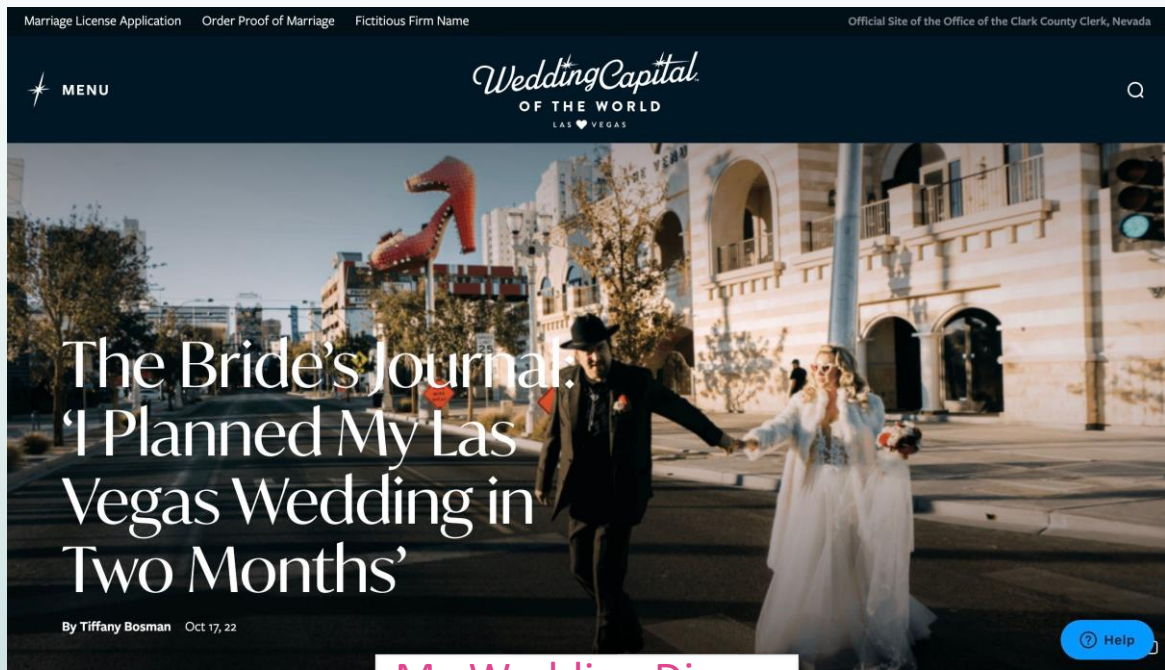 Marriage License Application Order Proof of Marriage Fictitious Firm Name
Official Site of the Office of the Clark County Clerk, Nevada
MENU
WeddingCapital
OF THE WORLD
LAS VEGAS
The Bride's Journal:
‘I Planned My Las
Vegas Wedding in
Two Months’
By Tiffany Bosman Oct 17, 22
Help
My Wedding